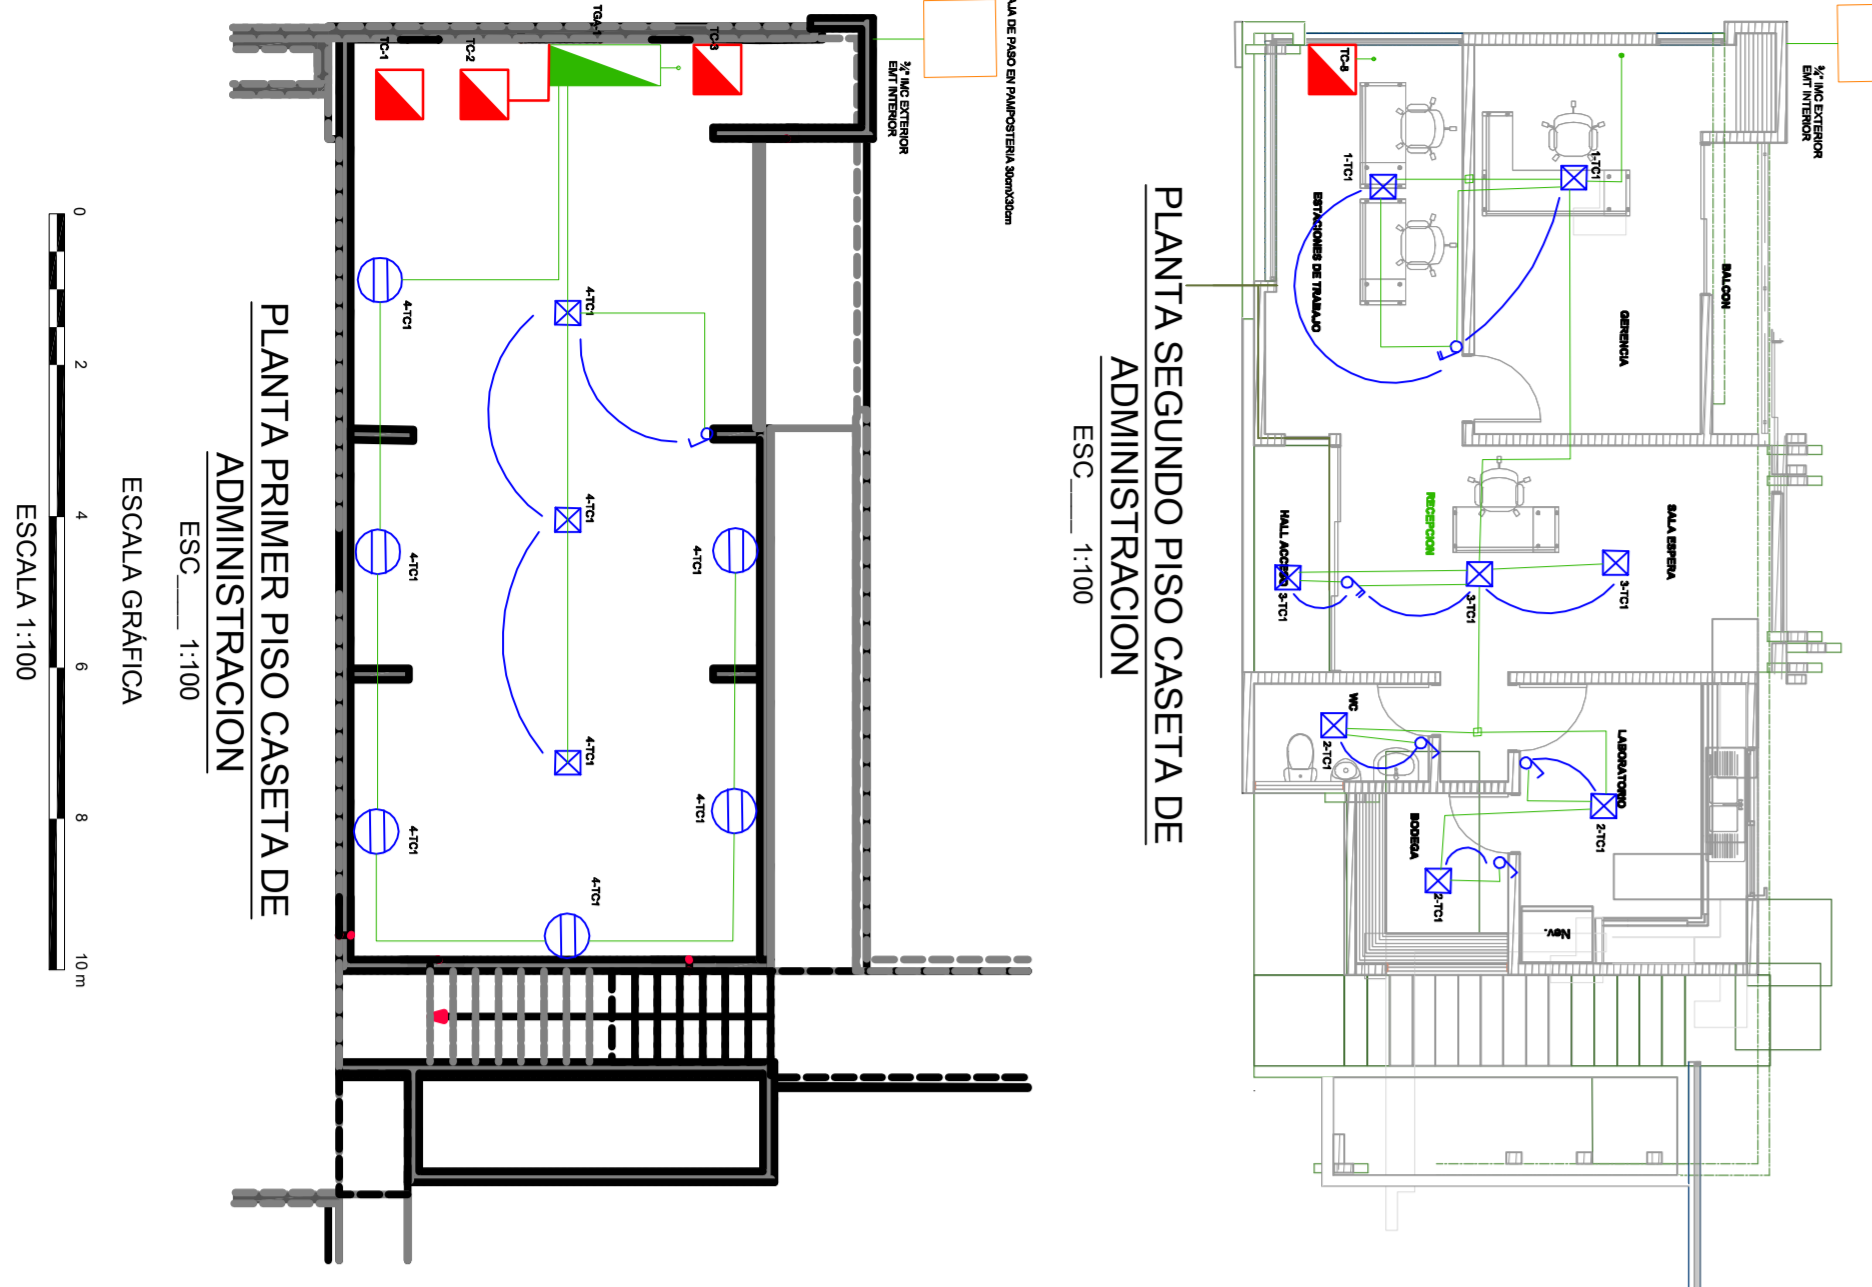 AJA DE PASO EN PAMPOSTERIA 30cmX30cm
¾" IMC EXTERIOR
EMT INTERIOR
TGA-1
TC-1
TC-2
TC-3
4-TC1
4-TC1
4-TC1
4-TC1
4-TC1
4-TC1
4-TC1
4-TC1
4-TC1
PLANTA PRIMER PISO CASETA DE
ADMINISTRACION
ESC____ 1:100
ESCALA GRÁFICA
0
2
4
6
8
10 m
ESCALA 1:100
¾" IMC EXTERIOR
EMT INTERIOR
TC-8
1-TC1
1-TC1
ESTACIONES DE TRABAJO
GERENCIA
BALCON
RECEPCION
HALL ACCESO
SALA ESPERA
3-TC1
3-TC1
3-TC1
WC
2-TC1
LABORATORIO
2-TC1
BODEGA
2-TC1
Nev.
PLANTA SEGUNDO PISO CASETA DE
ADMINISTRACION
ESC____ 1:100